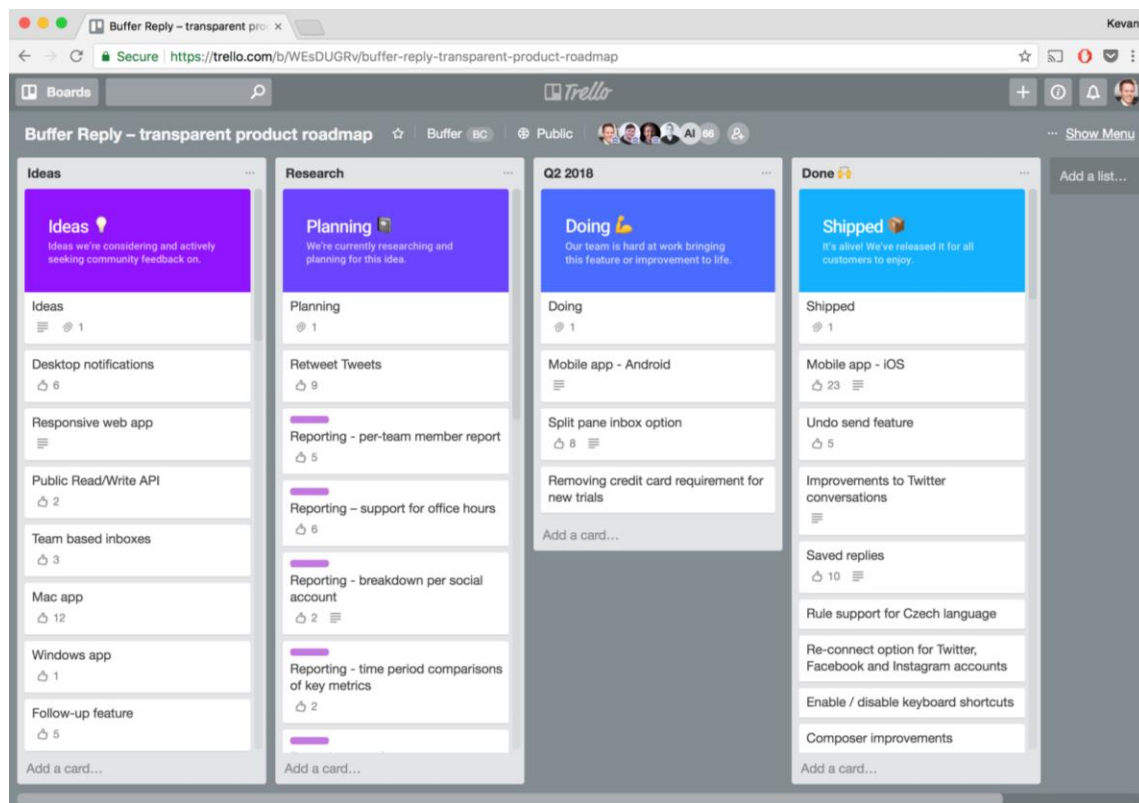 Buffer Reply – transparent pro
Kevan
Secure https://trello.com/b/WEsDUGRv/buffer-reply-transparent-product-roadmap
Boards
Trello
Buffer Reply – transparent product roadmap Buffer BC Public AI 66 ... Show Menu
Ideas ...
Ideas
Ideas we're considering and actively
seeking community feedback on.
Ideas
1
Desktop notifications
6
Responsive web app
Public Read/Write API
2
Team based inboxes
3
Mac app
12
Windows app
1
Follow-up feature
5
Add a card...
Research ...
Planning
We're currently researching and
planning for this idea.
Planning
1
Retweet Tweets
9
Reporting - per-team member report
5
Reporting – support for office hours
6
Reporting - breakdown per social
account
2
Reporting - time period comparisons
of key metrics
2
Add a card...
Q2 2018 ...
Doing
Our team is hard at work bringing
this feature or improvement to life.
Doing
1
Mobile app - Android
Split pane inbox option
8
Removing credit card requirement for
new trials
Add a card...
Done ...
Shipped
It's alive! We've released it for all
customers to enjoy.
Shipped
1
Mobile app - iOS
23
Undo send feature
5
Improvements to Twitter
conversations
Saved replies
10
Rule support for Czech language
Re-connect option for Twitter,
Facebook and Instagram accounts
Enable / disable keyboard shortcuts
Composer improvements
Add a card...
Add a list...